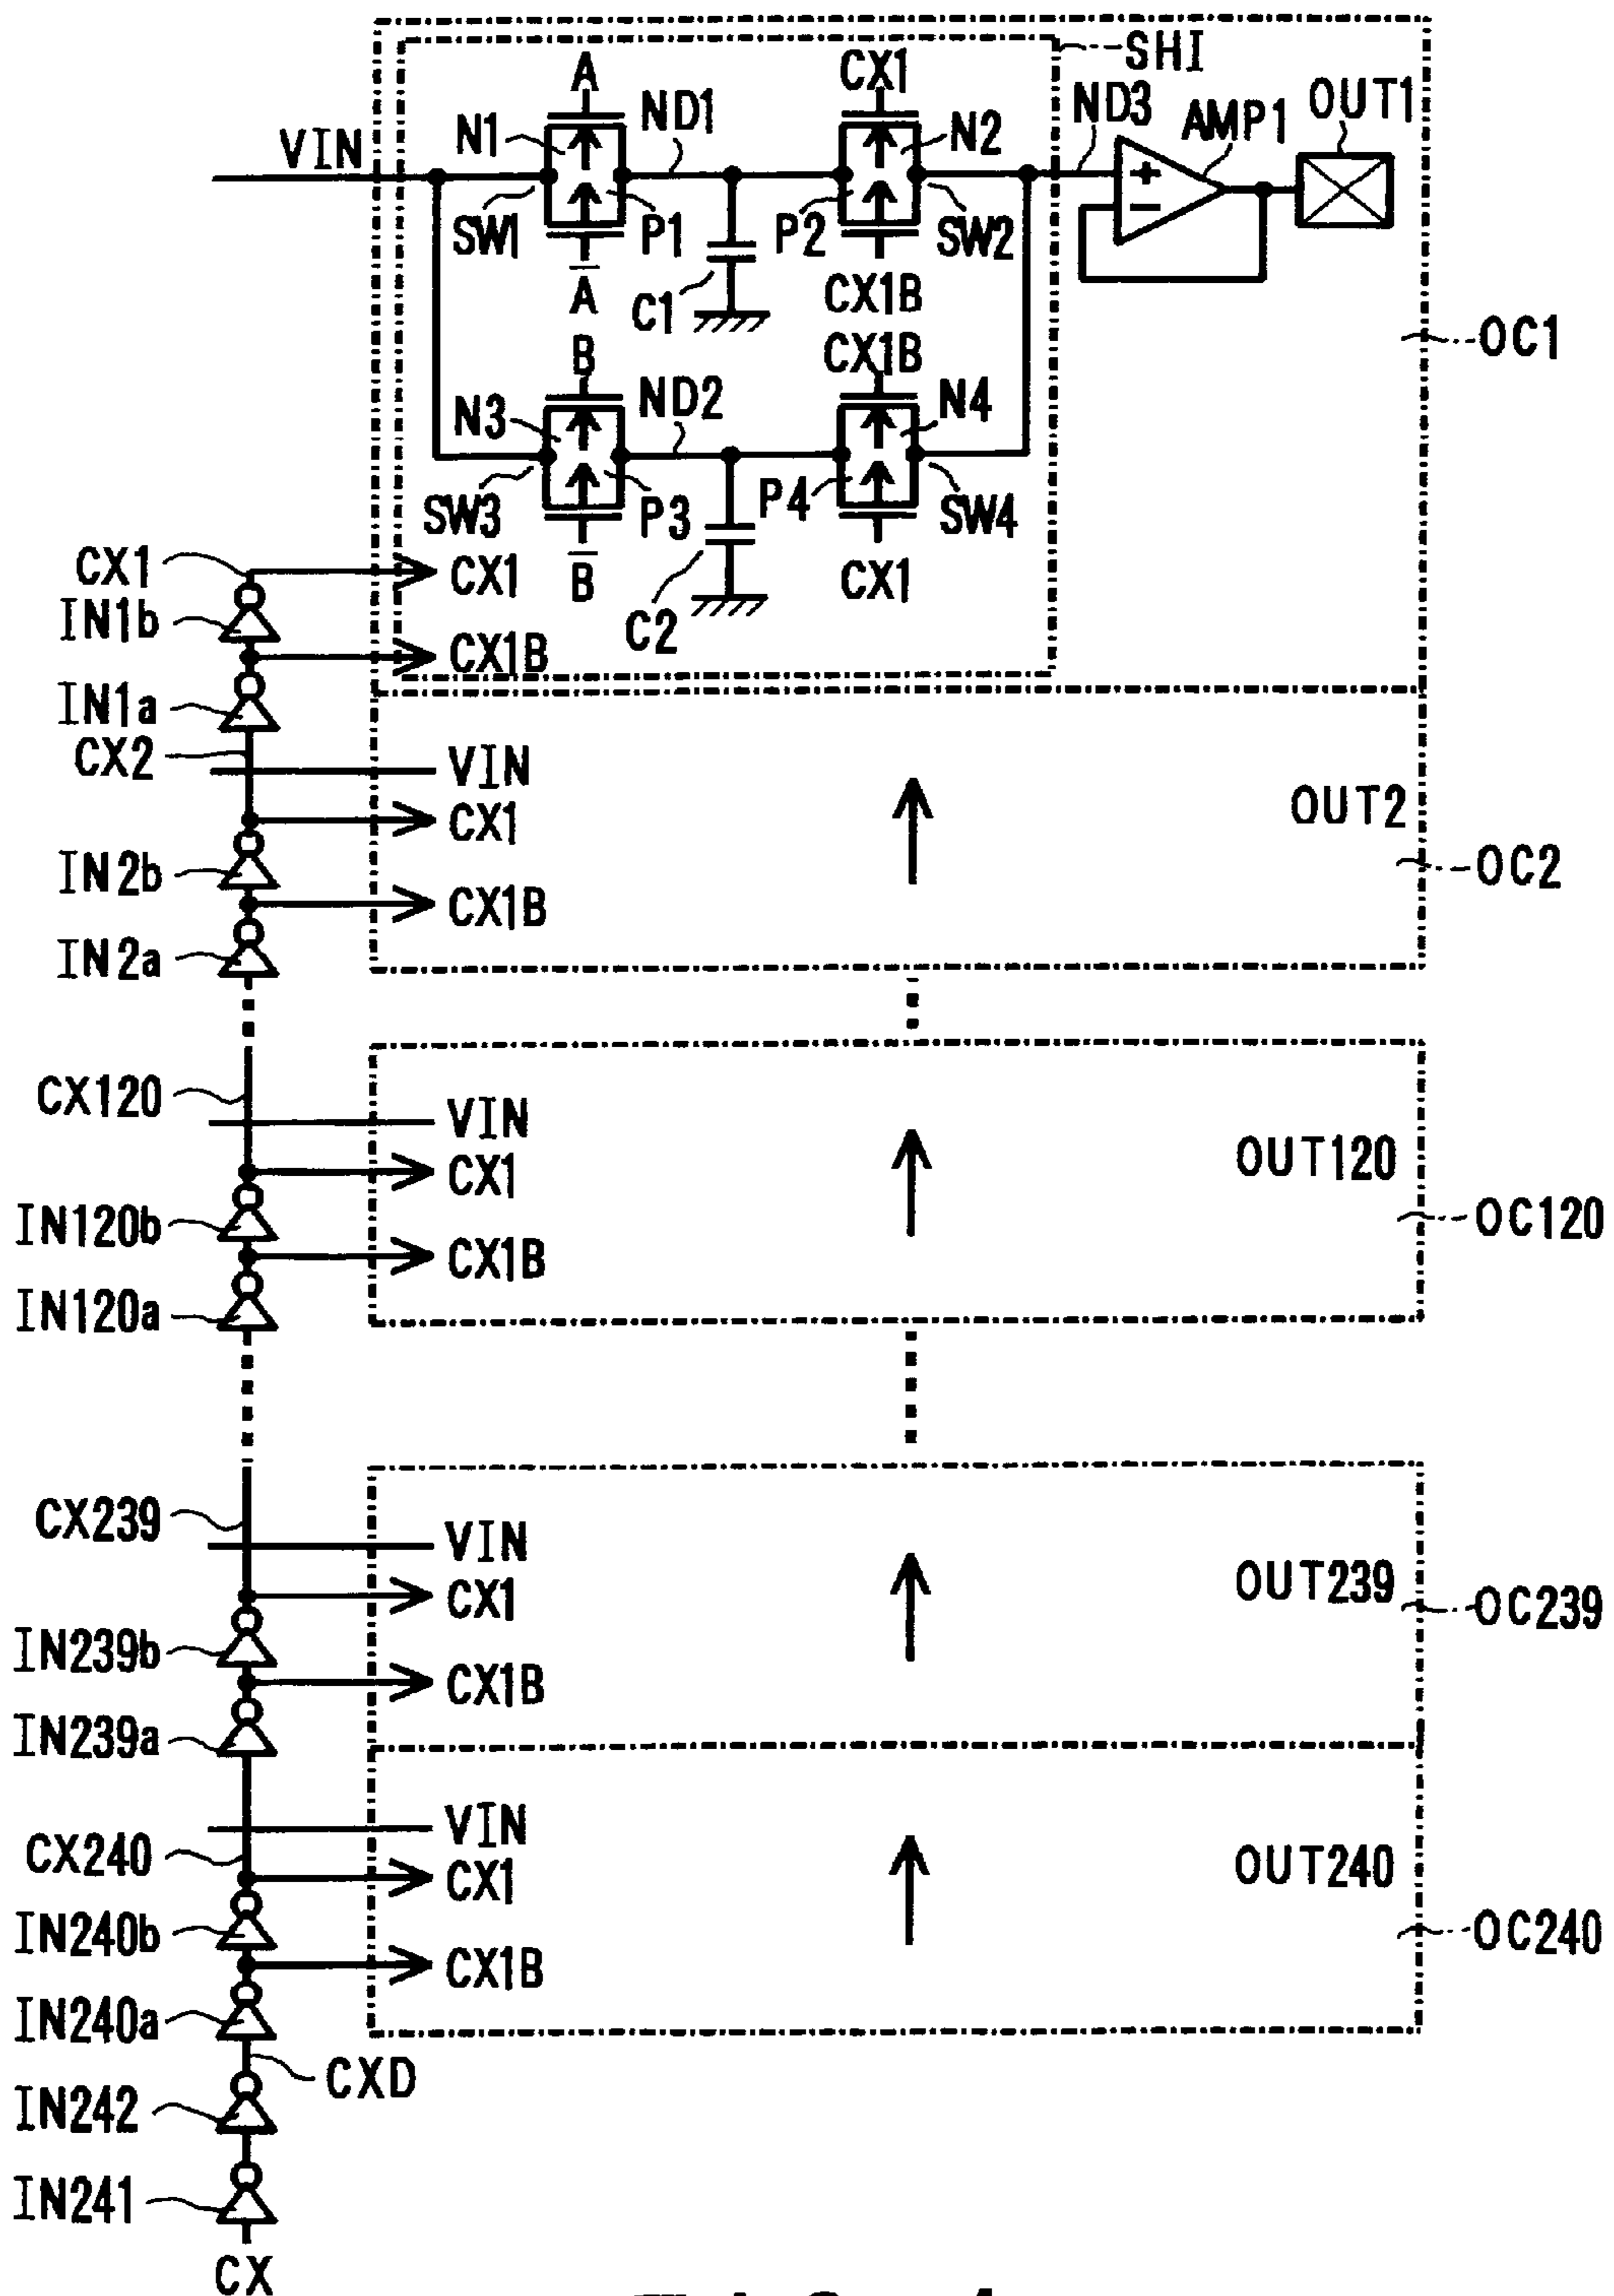 SHI
A
CX1
ND3
OUT1
VIN
N1
ND1
N2
AMP1
+
−
SW1
P1
P2
SW2
A̅
C1
CX1B
OC1
B
CX1B
N3
ND2
N4
SW3
P3
P4
SW4
B̅
C2
CX1
CX1
CX1
IN1b
CX1B
IN1a
CX2
VIN
CX1
OUT2
IN2b
OC2
CX1B
IN2a
CX120
VIN
CX1
OUT120
IN120b
OC120
CX1B
IN120a
CX239
VIN
CX1
OUT239
OC239
IN239b
CX1B
IN239a
VIN
CX240
CX1
OUT240
IN240b
OC240
CX1B
IN240a
CXD
IN242
IN241
CX